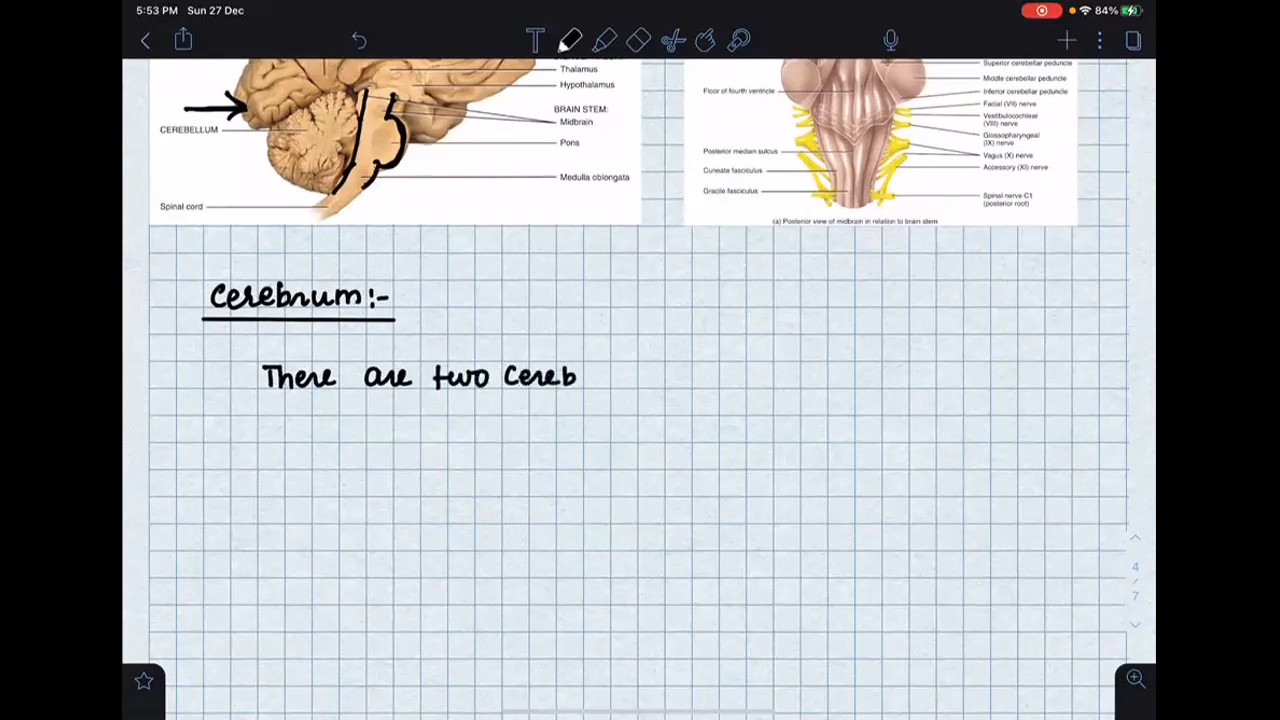 5:53 PM Sun 27 Dec
84%
Thalamus
Hypothalamus
BRAIN STEM:
Midbrain
CEREBELLUM
Pons
Medulla oblongata
Spinal cord
Superior cerebellar peduncle
Middle cerebellar peduncle
Floor of fourth ventricle
Inferior cerebellar peduncle
Facial (VII) nerve
Vestibulocochlear
(VIII) nerve
Glossopharyngeal
(IX) nerve
Posterior median sulcus
Vagus (X) nerve
Accessory (XI) nerve
Cuneate fasciculus
Gracile fasciculus
Spinal nerve C1
(posterior root)
(a) Posterior view of midbrain in relation to brain stem
Cerebrum :-
There are two Cereb
4
/
7